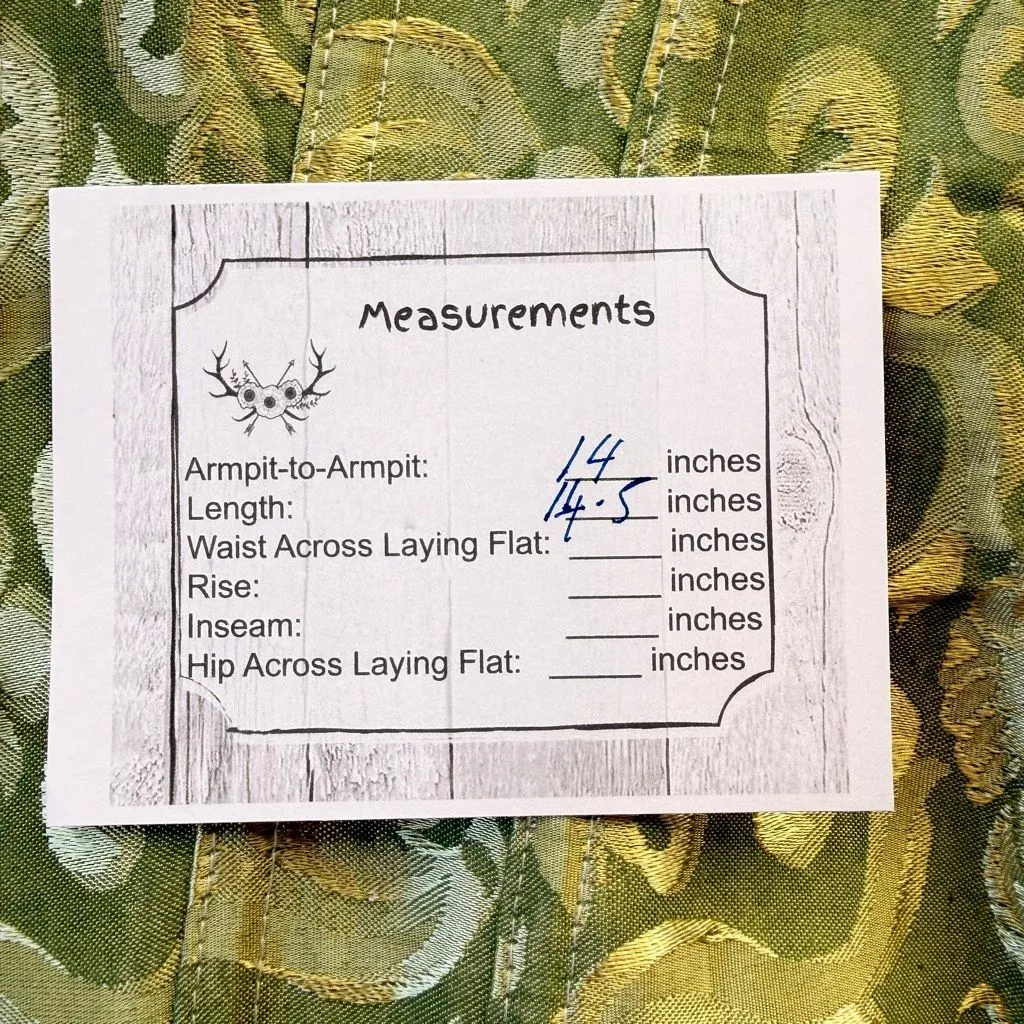 Measurements
Armpit-to-Armpit: 14 inches
Length: 14.5 inches
Waist Across Laying Flat: ______ inches
Rise: ______ inches
Inseam: ______ inches
Hip Across Laying Flat: ______ inches